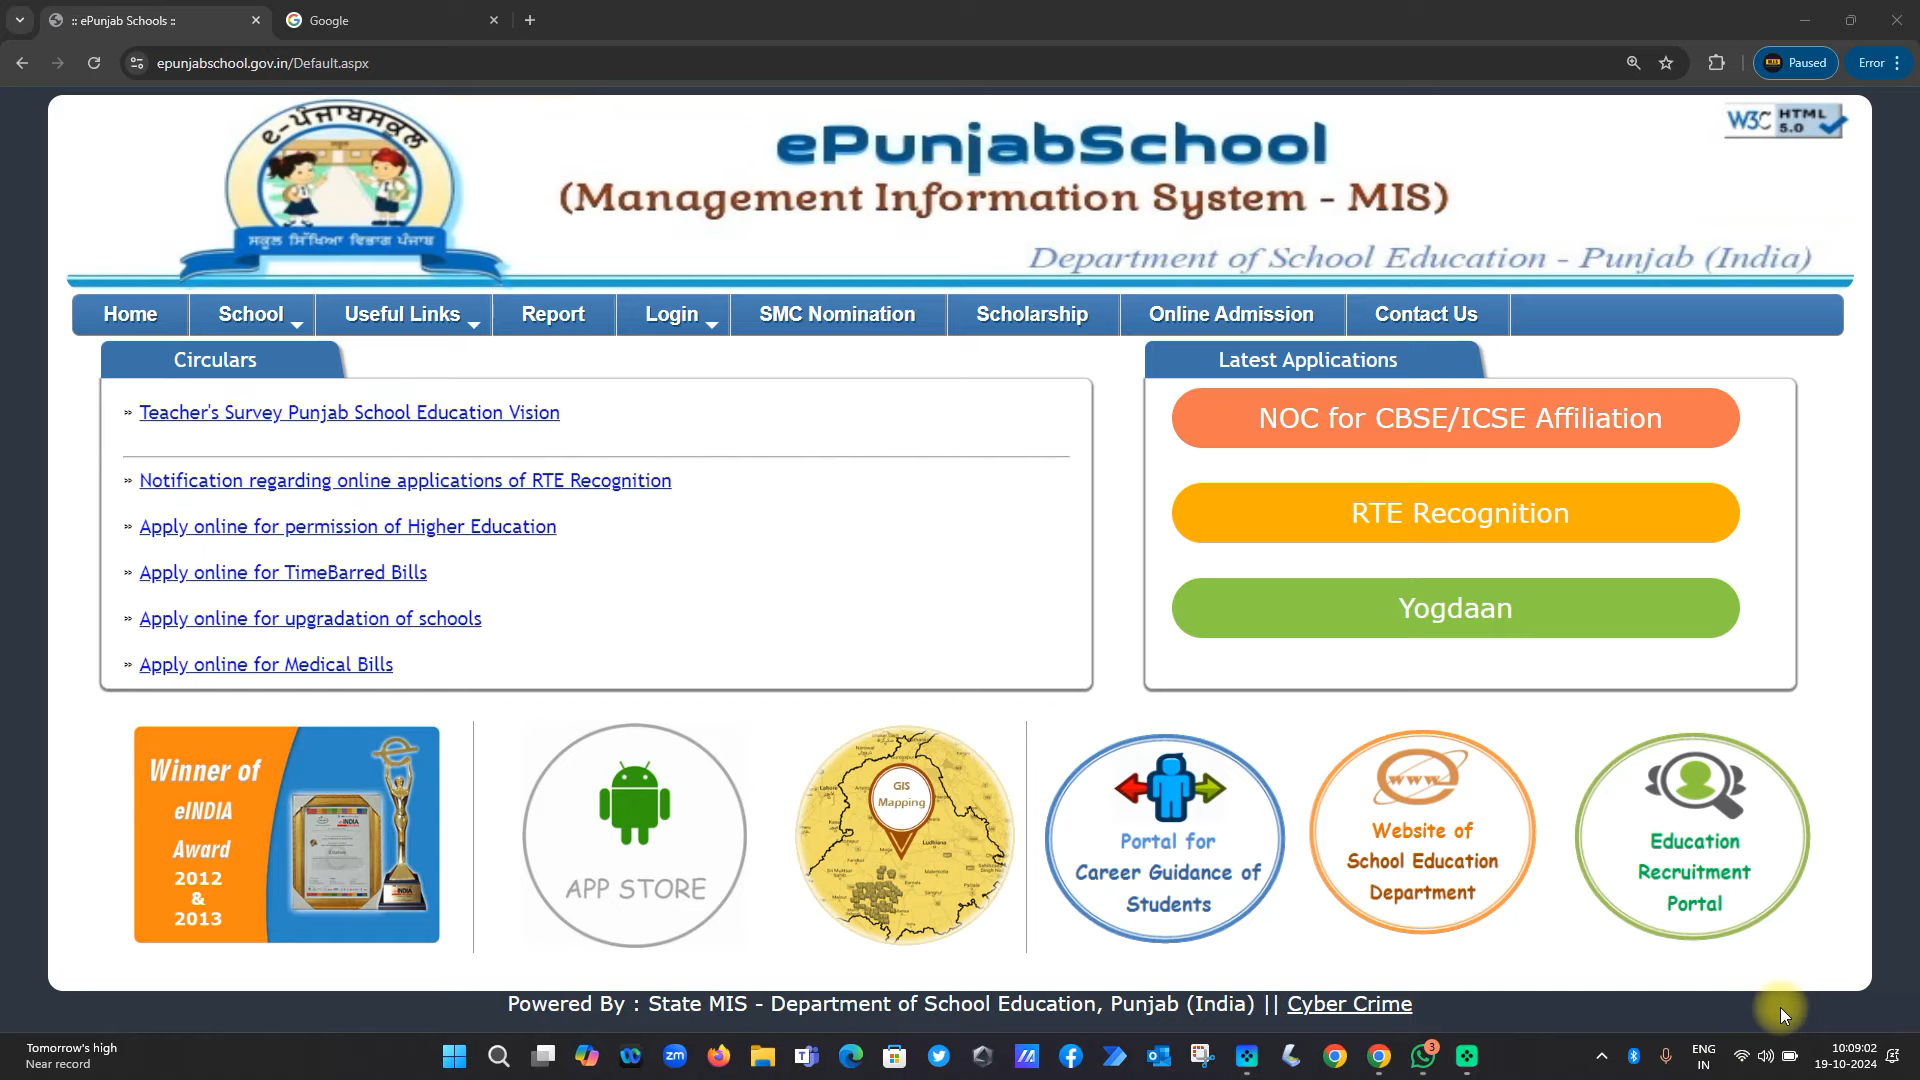 :: ePunjab Schools ::
Google
epunjabschool.gov.in/Default.aspx
Paused
Error
e-ਪੰਜਾਬਸਕੂਲ
ਸਕੂਲ ਸਿੱਖਿਆ ਵਿਭਾਗ ਪੰਜਾਬ
ePunjabSchool
(Management Information System - MIS)
Department of School Education - Punjab (India)
W3C HTML 5.0
Home School Useful Links Report Login SMC Nomination Scholarship Online Admission Contact Us
Circulars
» Teacher's Survey Punjab School Education Vision
» Notification regarding online applications of RTE Recognition
» Apply online for permission of Higher Education
» Apply online for TimeBarred Bills
» Apply online for upgradation of schools
» Apply online for Medical Bills
Latest Applications
NOC for CBSE/ICSE Affiliation
RTE Recognition
Yogdaan
Winner of
eINDIA
Award
2012
&
2013
APP STORE
GIS
Mapping
Ludhiana
Portal for
Career Guidance of
Students
www
Website of
School Education
Department
Education
Recruitment
Portal
Powered By : State MIS - Department of School Education, Punjab (India) || Cyber Crime
Tomorrow's high
Near record
zm
3
ENG
IN
10:09:02
19-10-2024